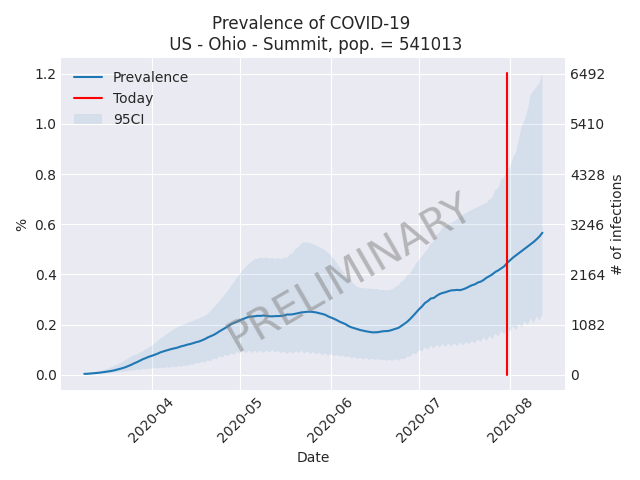 Prevalence of COVID-19
US - Ohio - Summit, pop. = 541013
Prevalence
Today
95CI
PRELIMINARY
%
1.2
1.0
0.8
0.6
0.4
0.2
0.0
6492
5410
4328
3246
2164
1082
0
# of infections
2020-04
2020-05
2020-06
2020-07
2020-08
Date